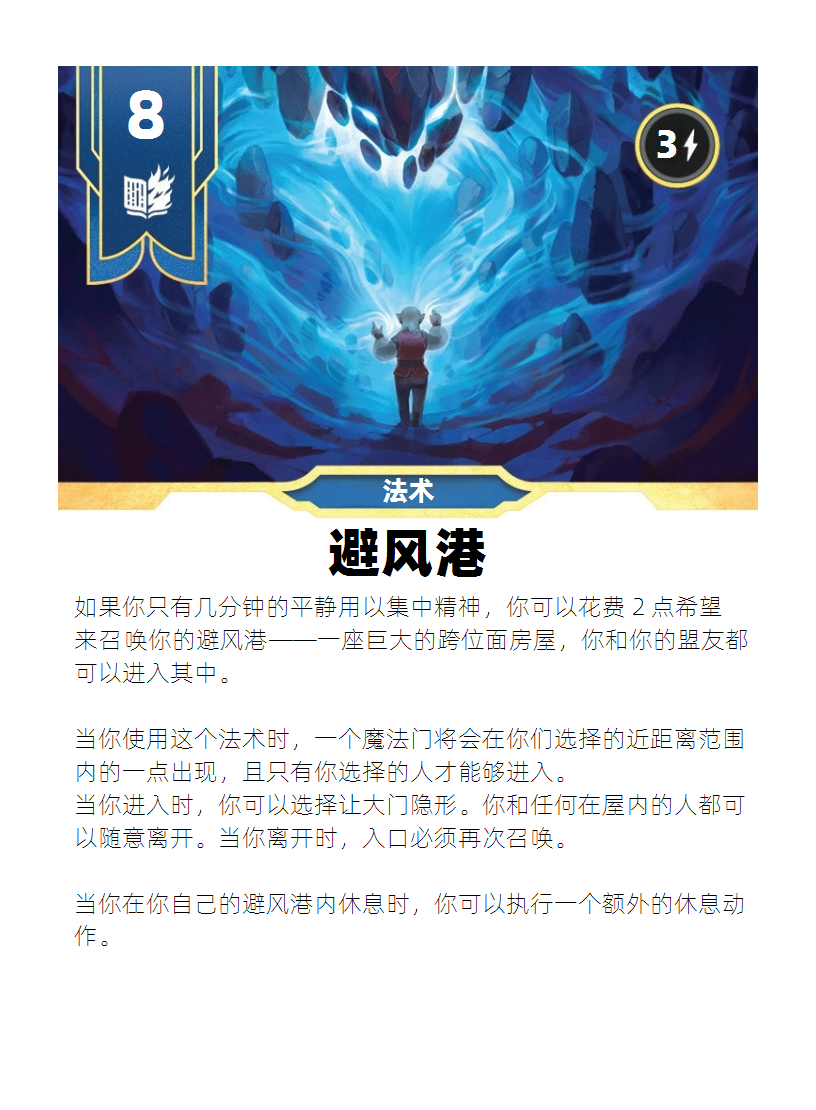 8
3
法术
避风港
如果你只有几分钟的平静用以集中精神，你可以花费 2 点希望
来召唤你的避风港——一座巨大的跨位面房屋，你和你的盟友都
可以进入其中。
当你使用这个法术时，一个魔法门将会在你们选择的近距离范围
内的一点出现，且只有你选择的人才能够进入。
当你进入时，你可以选择让大门隐形。你和任何在屋内的人都可
以随意离开。当你离开时，入口必须再次召唤。
当你在你自己的避风港内休息时，你可以执行一个额外的休息动
作。